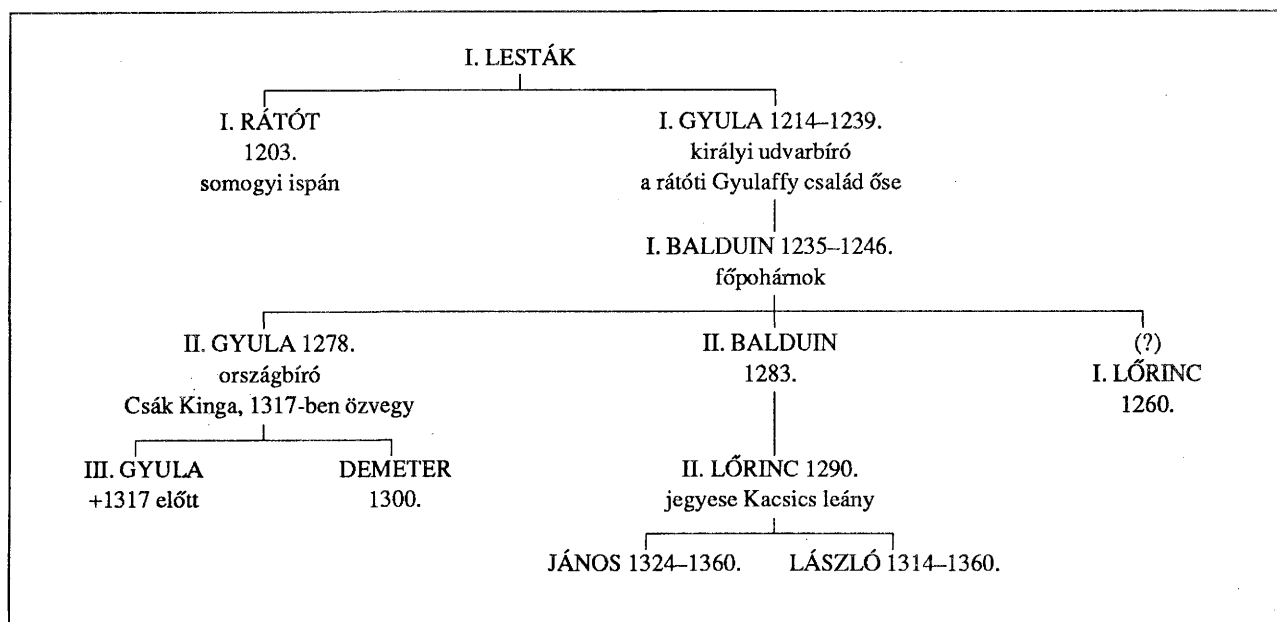 I. LESTÁK
I. RÁTÓT
1203.
somogyi ispán
I. GYULA 1214–1239.
királyi udvarbíró
a rátóti Gyulaffy család őse
I. BALDUIN 1235–1246.
főpohárnok
II. GYULA 1278.
országbíró
Csák Kinga, 1317-ben özvegy
II. BALDUIN
1283.
(?)
I. LŐRINC
1260.
III. GYULA
+1317 előtt
DEMETER
1300.
II. LŐRINC 1290.
jegyese Kacsics leány
JÁNOS 1324–1360.
LÁSZLÓ 1314–1360.